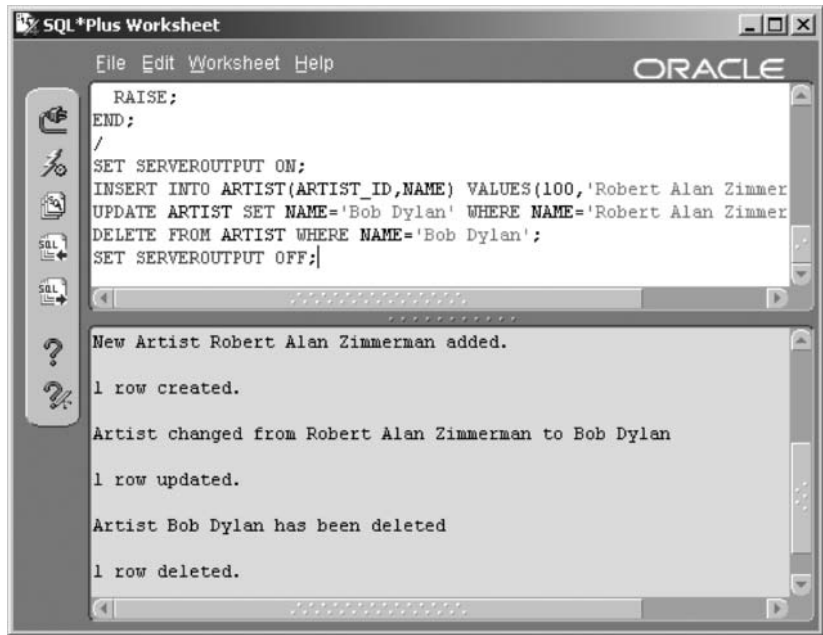 SQL*Plus Worksheet
File Edit Worksheet Help
ORACLE
RAISE;
END;
/
SET SERVEROUTPUT ON;
INSERT INTO ARTIST(ARTIST_ID,NAME) VALUES(100,'Robert Alan Zimmer
UPDATE ARTIST SET NAME='Bob Dylan' WHERE NAME='Robert Alan Zimmer
DELETE FROM ARTIST WHERE NAME='Bob Dylan';
SET SERVEROUTPUT OFF;
SQL
SQL
New Artist Robert Alan Zimmerman added.
1 row created.
Artist changed from Robert Alan Zimmerman to Bob Dylan
1 row updated.
Artist Bob Dylan has been deleted
1 row deleted.